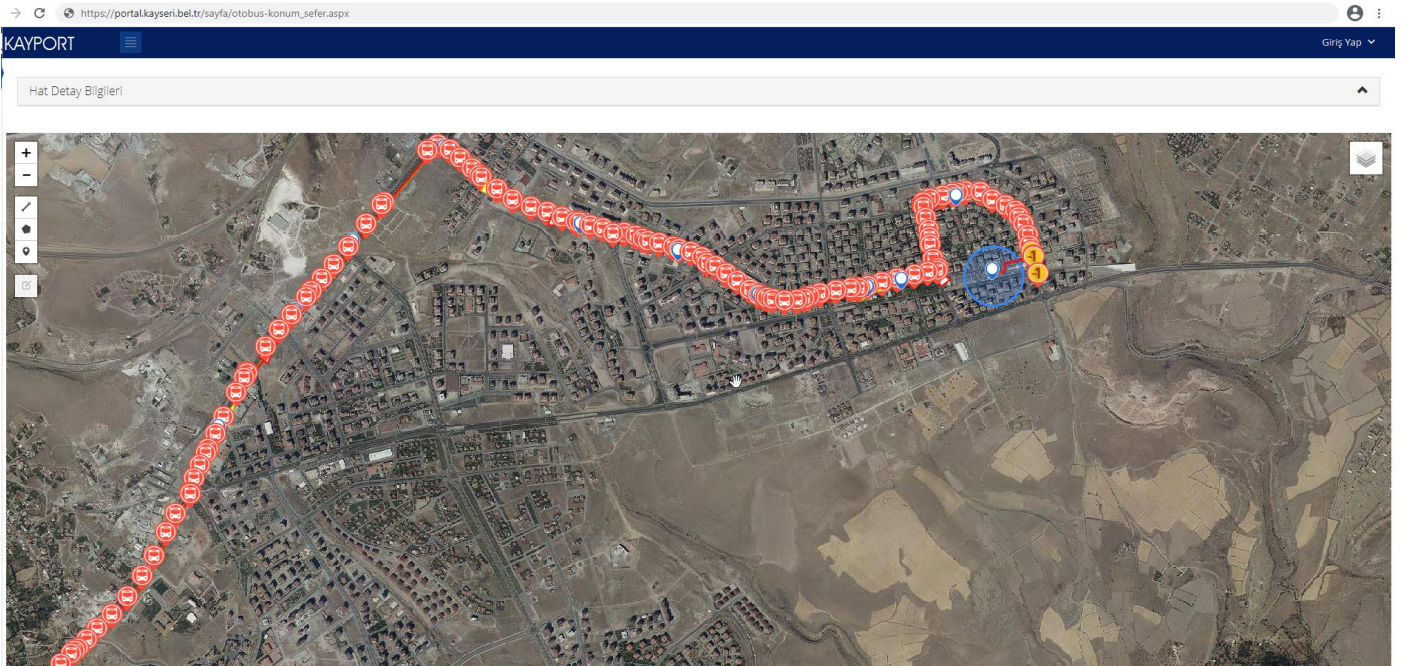 https://portal.kayseri.bel.tr/sayfa/otobus-konum_sefer.aspx
KAYPORT
Giriş Yap
Hat Detay Bilgileri
+
-